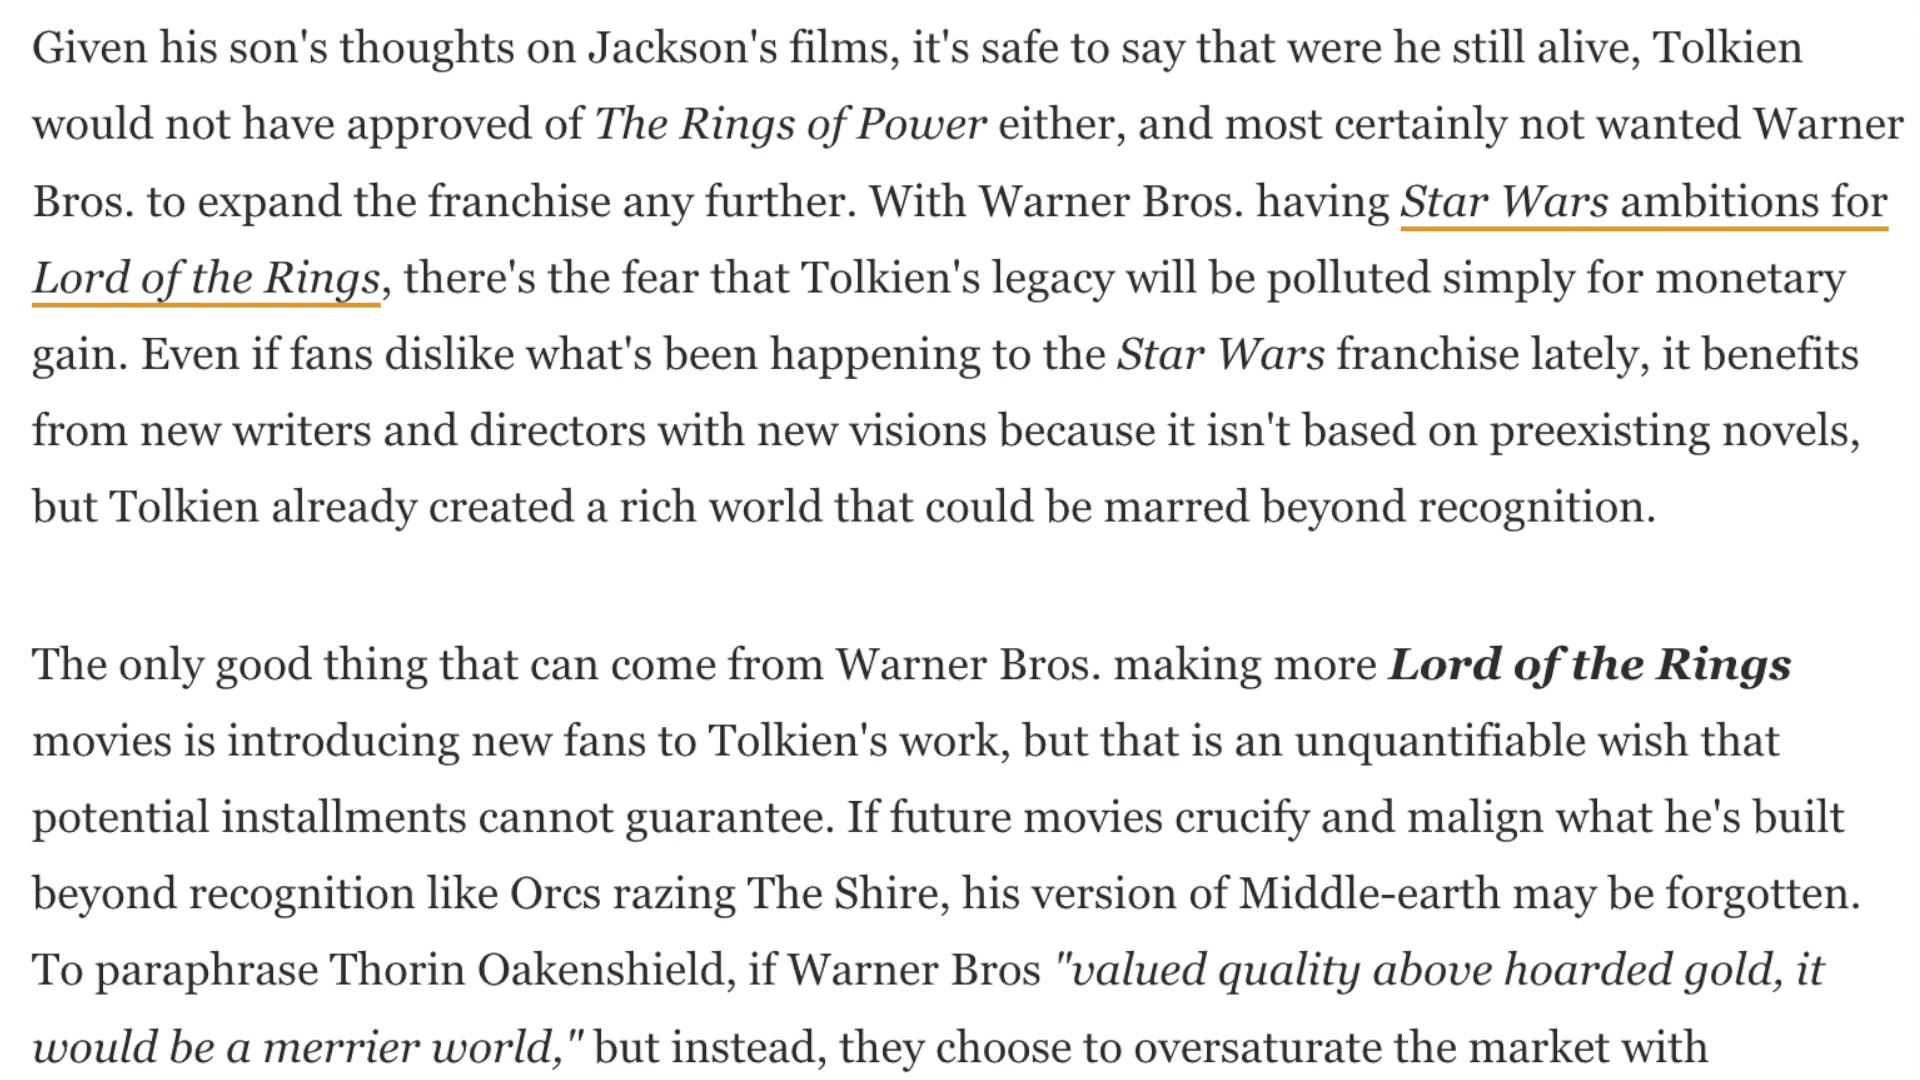 Given his son's thoughts on Jackson's films, it's safe to say that were he still alive, Tolkien
would not have approved of The Rings of Power either, and most certainly not wanted Warner
Bros. to expand the franchise any further. With Warner Bros. having Star Wars ambitions for
Lord of the Rings, there's the fear that Tolkien's legacy will be polluted simply for monetary
gain. Even if fans dislike what's been happening to the Star Wars franchise lately, it benefits
from new writers and directors with new visions because it isn't based on preexisting novels,
but Tolkien already created a rich world that could be marred beyond recognition.
The only good thing that can come from Warner Bros. making more Lord of the Rings
movies is introducing new fans to Tolkien's work, but that is an unquantifiable wish that
potential installments cannot guarantee. If future movies crucify and malign what he's built
beyond recognition like Orcs razing The Shire, his version of Middle-earth may be forgotten.
To paraphrase Thorin Oakenshield, if Warner Bros "valued quality above hoarded gold, it
would be a merrier world," but instead, they choose to oversaturate the market with